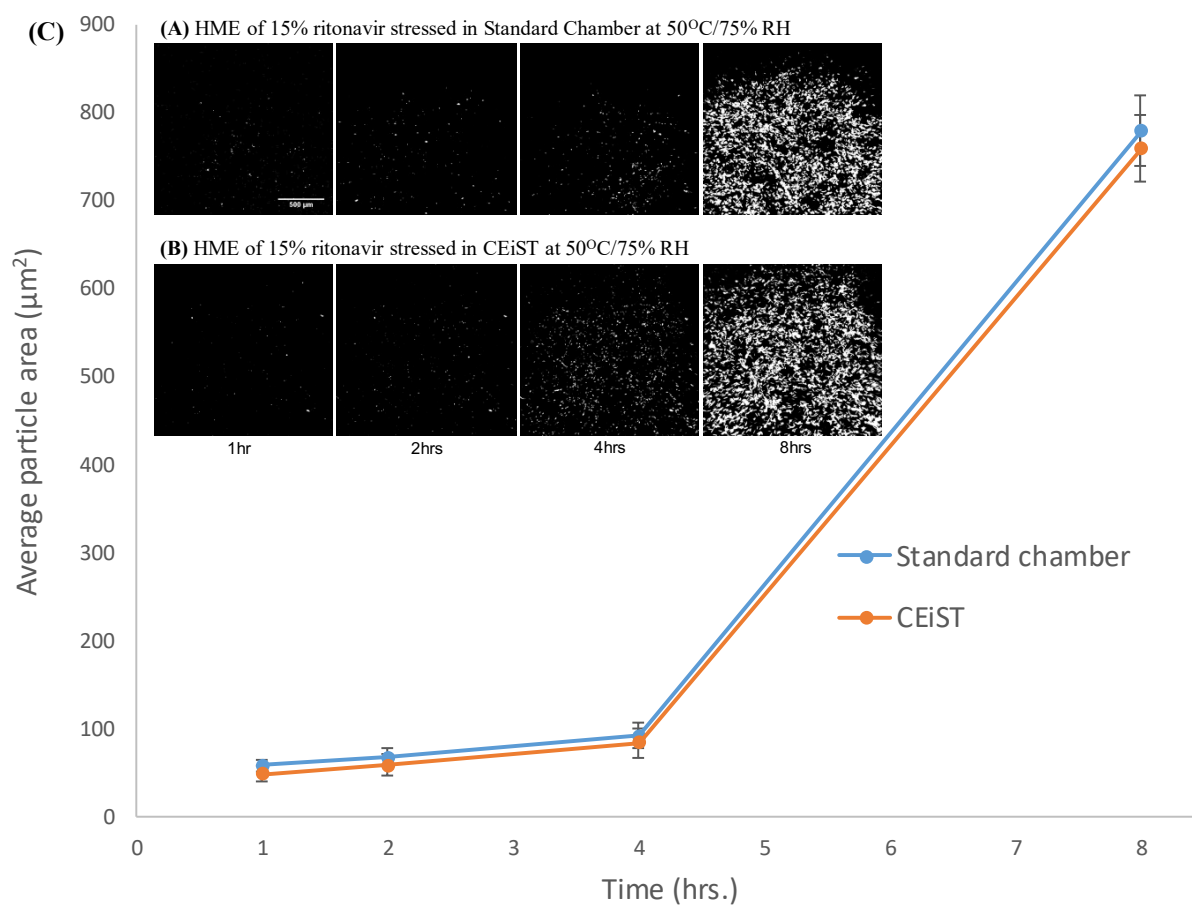 (C)
(A) HME of 15% ritonavir stressed in Standard Chamber at 50⁰C/75% RH
500 µm
(B) HME of 15% ritonavir stressed in CEiST at 50⁰C/75% RH
1hr 2hrs 4hrs 8hrs
Average particle area (µm²)
900
800
700
600
500
400
300
200
100
0
Standard chamber
CEiST
0 1 2 3 4 5 6 7 8
Time (hrs.)